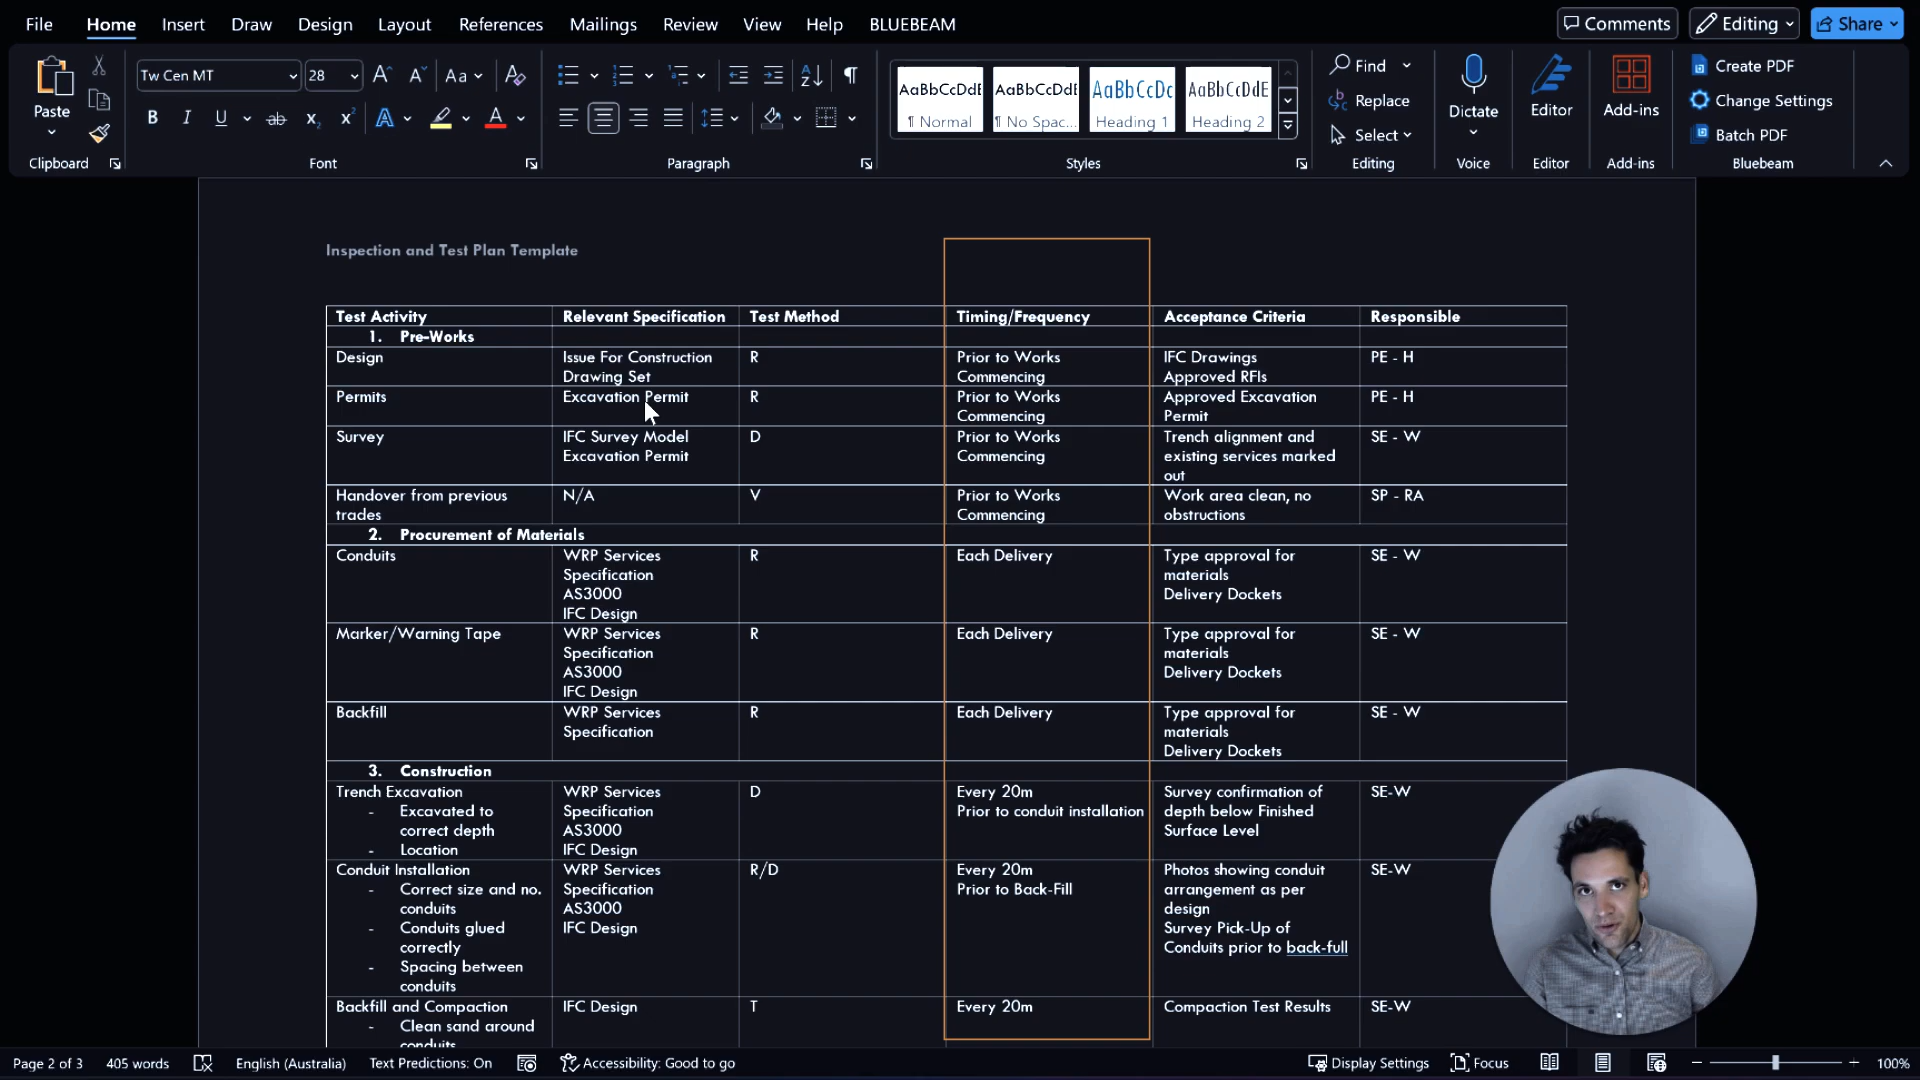 File Home Insert Draw Design Layout References Mailings Review View Help BLUEBEAM Comments Editing Share
Paste
Clipboard
Tw Cen MT 28 Aa
B I U ab x₂ x² A A
Font
Paragraph
AaBbCcDdE AaBbCcDdE AaBbCcDc AaBbCcDdE
¶ Normal ¶ No Spac... Heading 1 Heading 2
Styles
Find
Replace
Select
Editing
Dictate
Voice
Editor
Editor
Add-ins
Add-ins
Create PDF
Change Settings
Batch PDF
Bluebeam
Inspection and Test Plan Template
Test Activity Relevant Specification Test Method Timing/Frequency Acceptance Criteria Responsible
1. Pre-Works
Design Issue For Construction R Prior to Works IFC Drawings PE - H
Drawing Set Commencing Approved RFIs
Permits Excavation Permit R Prior to Works Approved Excavation PE - H
Commencing Permit
Survey IFC Survey Model D Prior to Works Trench alignment and SE - W
Excavation Permit Commencing existing services marked
out
Handover from previous N/A V Prior to Works Work area clean, no SP - RA
trades Commencing obstructions
2. Procurement of Materials
Conduits WRP Services R Each Delivery Type approval for SE - W
Specification materials
AS3000 Delivery Dockets
IFC Design
Marker/Warning Tape WRP Services R Each Delivery Type approval for SE - W
Specification materials
AS3000 Delivery Dockets
IFC Design
Backfill WRP Services R Each Delivery Type approval for SE - W
Specification materials
Delivery Dockets
3. Construction
Trench Excavation WRP Services D Every 20m Survey confirmation of SE-W
- Excavated to Specification Prior to conduit installation depth below Finished
correct depth AS3000 Surface Level
- Location IFC Design
Conduit Installation WRP Services R/D Every 20m Photos showing conduit SE-W
- Correct size and no. Specification Prior to Back-Fill arrangement as per
conduits AS3000 design
- Conduits glued IFC Design Survey Pick-Up of
correctly Conduits prior to back-full
- Spacing between
conduits
Backfill and Compaction IFC Design T Every 20m Compaction Test Results SE-W
- Clean sand around
conduits
Page 2 of 3 405 words English (Australia) Text Predictions: On Accessibility: Good to go Display Settings Focus 100%